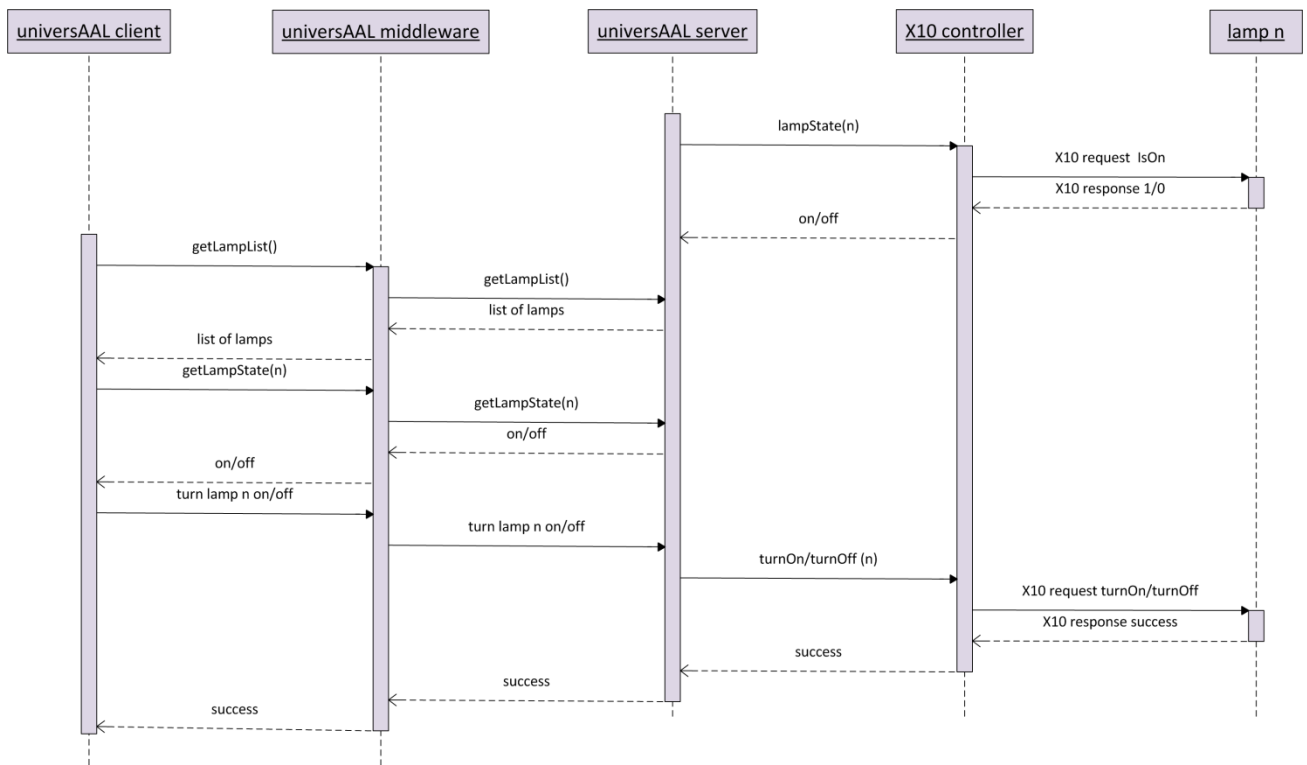 universAAL client
universAAL middleware
universAAL server
X10 controller
lamp n
lampState(n)
X10 request IsOn
X10 response 1/0
on/off
getLampList()
getLampList()
list of lamps
list of lamps
getLampState(n)
getLampState(n)
on/off
on/off
turn lamp n on/off
turn lamp n on/off
turnOn/turnOff (n)
X10 request turnOn/turnOff
X10 response success
success
success
success